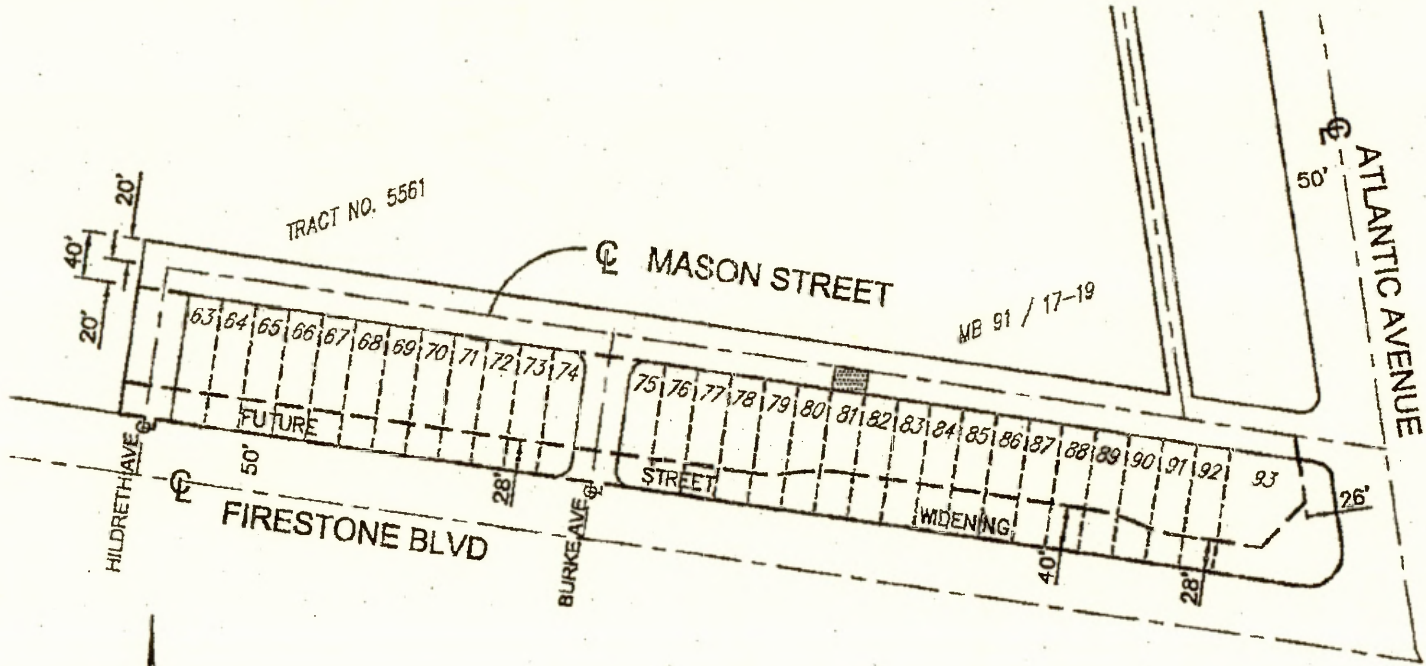 20'
40'
20'
TRACT NO. 5561
℄ MASON STREET
MB 91 / 17-19
℄ ATLANTIC AVENUE
50'
63 64 65 66 67 68 69 70 71 72 73 74
75 76 77 78 79 80 81 82 83 84 85 86 87 88 89 90 91 92 93
FUTURE
STREET
WIDENING
50'
28'
40'
28'
26'
HILDRETH AVE
℄ FIRESTONE BLVD
BURKE AVE